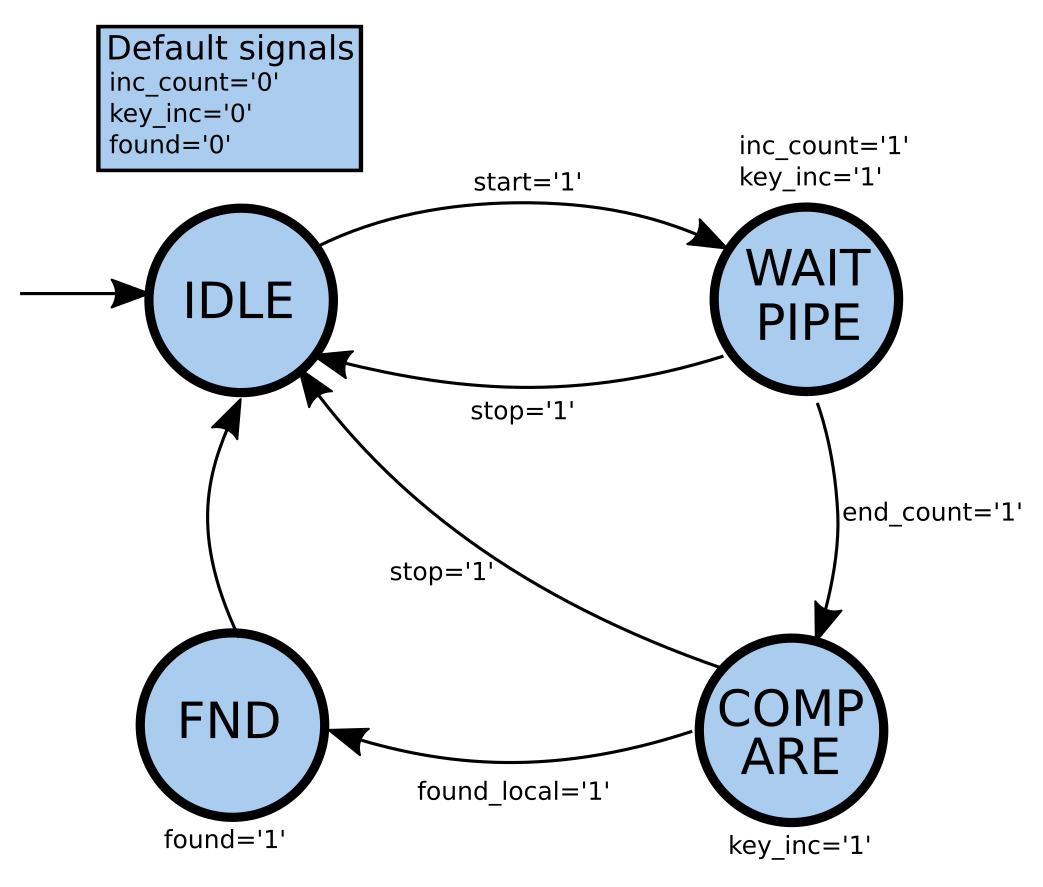 Default signals
inc_count='0'
key_inc='0'
found='0'
inc_count='1'
key_inc='1'
start='1'
IDLE
WAIT
PIPE
stop='1'
end_count='1'
stop='1'
FND
COMP
ARE
found_local='1'
found='1'
key_inc='1'